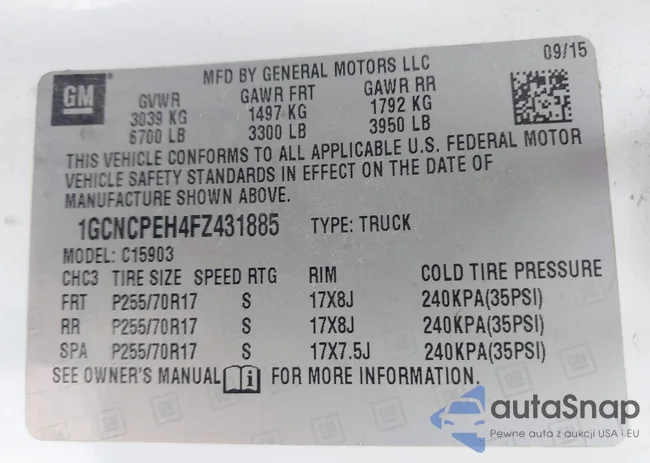 GM
MFD BY GENERAL MOTORS LLC 09/15
GVWR GAWR FRT GAWR RR
3039 KG 1497 KG 1792 KG
6700 LB 3300 LB 3950 LB
THIS VEHICLE CONFORMS TO ALL APPLICABLE U.S. FEDERAL MOTOR
VEHICLE SAFETY STANDARDS IN EFFECT ON THE DATE OF
MANUFACTURE SHOWN ABOVE.
1GCNCPEH4FZ431885 TYPE: TRUCK
MODEL: C15903
CHC3 TIRE SIZE SPEED RTG RIM COLD TIRE PRESSURE
FRT P255/70R17 S 17X8J 240KPA(35PSI)
RR P255/70R17 S 17X8J 240KPA(35PSI)
SPA P255/70R17 S 17X7.5J 240KPA(35PSI)
SEE OWNER'S MANUAL FOR MORE INFORMATION.
autaSnap
Pewne auta z aukcji USA i EU